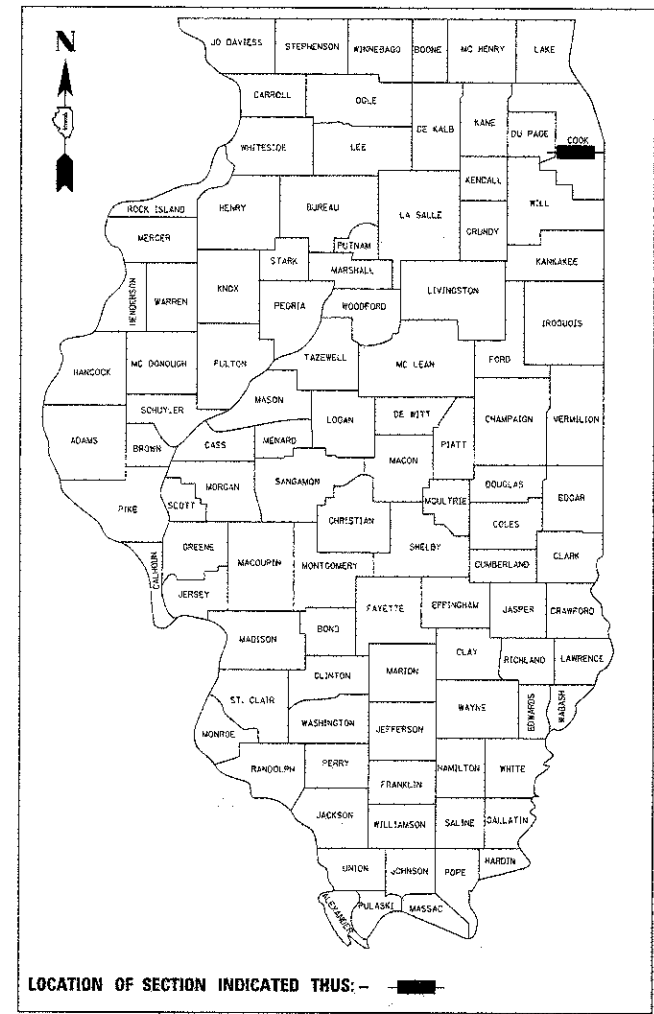 N
JO DAVIESS STEPHENSON WINNEBAGO BOONE MC HENRY LAKE
CARROLL OGLE DE KALB KANE DU PAGE COOK
WHITESIDE LEE
KENDALL WILL
ROCK ISLAND HENRY BUREAU LA SALLE GRUNDY
MERCER PUTNAM KANKAKEE
STARK MARSHALL
HENDERSON WARREN KNOX PEORIA WOODFORD LIVINGSTON IROQUOIS
HANCOCK MC DONOUGH FULTON TAZEWELL MC LEAN FORD
MASON
SCHUYLER LOGAN DE WITT CHAMPAIGN VERMILION
ADAMS BROWN CASS MENARD PIATT
MACON
PIKE SCOTT MORGAN SANGAMON MOULTRIE DOUGLAS EDGAR
CHRISTIAN COLES
CALHOUN GREENE MACOUPIN MONTGOMERY SHELBY CUMBERLAND CLARK
JERSEY FAYETTE EFFINGHAM JASPER CRAWFORD
MADISON BOND CLAY RICHLAND LAWRENCE
CLINTON MARION
ST. CLAIR WAYNE EDWARDS WABASH
MONROE WASHINGTON JEFFERSON
RANDOLPH PERRY HAMILTON WHITE
FRANKLIN
JACKSON WILLIAMSON SALINE GALLATIN
UNION JOHNSON POPE HARDIN
ALEXANDER PULASKI MASSAC
LOCATION OF SECTION INDICATED THUS: -